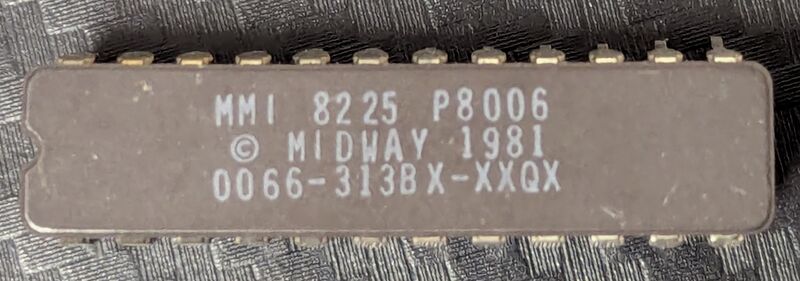 MMI 8225 P8006
© MIDWAY 1981
0066-313BX-XXQX